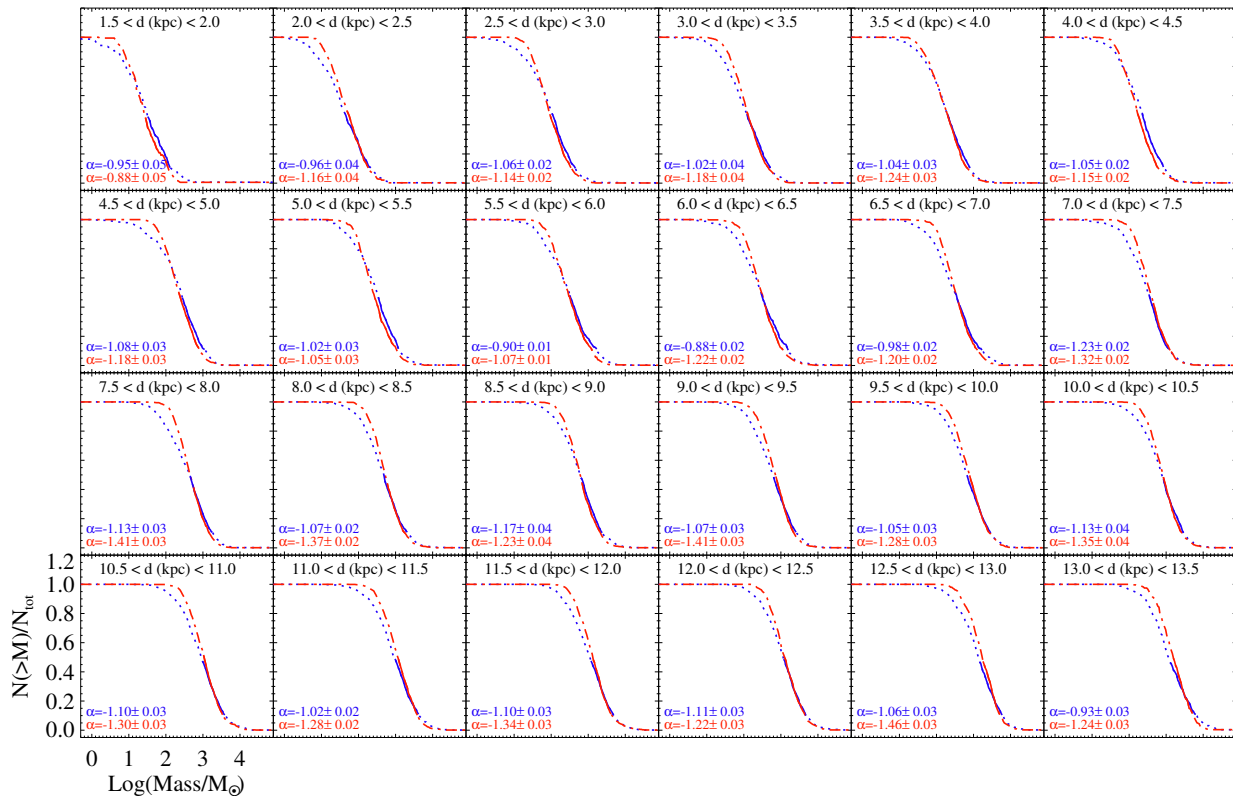 1.5 < d (kpc) < 2.0
α=-0.95± 0.05
α=-0.88± 0.05
2.0 < d (kpc) < 2.5
α=-0.96± 0.04
α=-1.16± 0.04
2.5 < d (kpc) < 3.0
α=-1.06± 0.02
α=-1.14± 0.02
3.0 < d (kpc) < 3.5
α=-1.02± 0.04
α=-1.18± 0.04
3.5 < d (kpc) < 4.0
α=-1.04± 0.03
α=-1.24± 0.03
4.0 < d (kpc) < 4.5
α=-1.05± 0.02
α=-1.15± 0.02
4.5 < d (kpc) < 5.0
α=-1.08± 0.03
α=-1.18± 0.03
5.0 < d (kpc) < 5.5
α=-1.02± 0.03
α=-1.05± 0.03
5.5 < d (kpc) < 6.0
α=-0.90± 0.01
α=-1.07± 0.01
6.0 < d (kpc) < 6.5
α=-0.88± 0.02
α=-1.22± 0.02
6.5 < d (kpc) < 7.0
α=-0.98± 0.02
α=-1.20± 0.02
7.0 < d (kpc) < 7.5
α=-1.23± 0.02
α=-1.32± 0.02
7.5 < d (kpc) < 8.0
α=-1.13± 0.03
α=-1.41± 0.03
8.0 < d (kpc) < 8.5
α=-1.07± 0.02
α=-1.37± 0.02
8.5 < d (kpc) < 9.0
α=-1.17± 0.04
α=-1.23± 0.04
9.0 < d (kpc) < 9.5
α=-1.07± 0.03
α=-1.41± 0.03
9.5 < d (kpc) < 10.0
α=-1.05± 0.03
α=-1.28± 0.03
10.0 < d (kpc) < 10.5
α=-1.13± 0.04
α=-1.35± 0.04
10.5 < d (kpc) < 11.0
α=-1.10± 0.03
α=-1.30± 0.03
11.0 < d (kpc) < 11.5
α=-1.02± 0.02
α=-1.28± 0.02
11.5 < d (kpc) < 12.0
α=-1.10± 0.03
α=-1.34± 0.03
12.0 < d (kpc) < 12.5
α=-1.11± 0.03
α=-1.22± 0.03
12.5 < d (kpc) < 13.0
α=-1.06± 0.03
α=-1.46± 0.03
13.0 < d (kpc) < 13.5
α=-0.93± 0.03
α=-1.24± 0.03
N(>M)/N_tot
1.2
1.0
0.8
0.6
0.4
0.2
0.0
0 1 2 3 4
Log(Mass/M⊙)